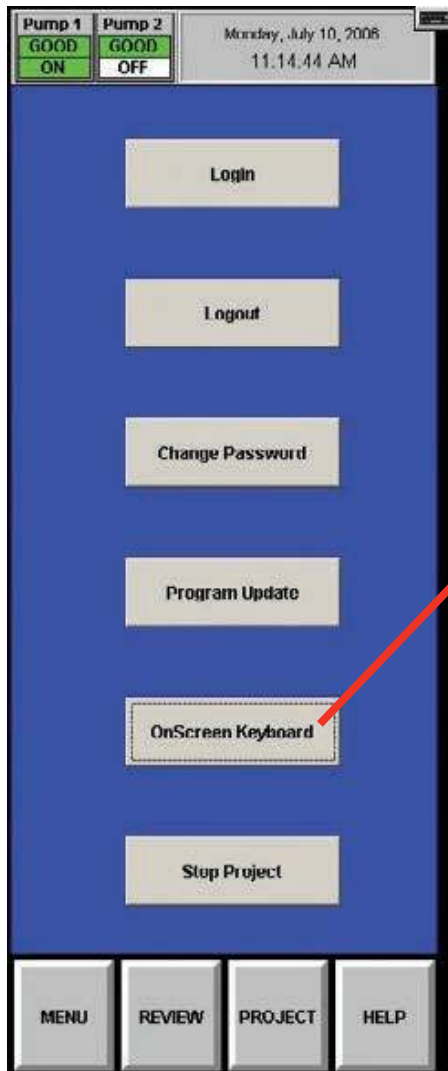 Pump 1
GOOD
ON
Pump 2
GOOD
OFF
Monday, July 10, 2006
11.14.44 AM
Login
Logout
Change Password
Program Update
OnScreen Keyboard
Stop Project
MENU
REVIEW
PROJECT
HELP